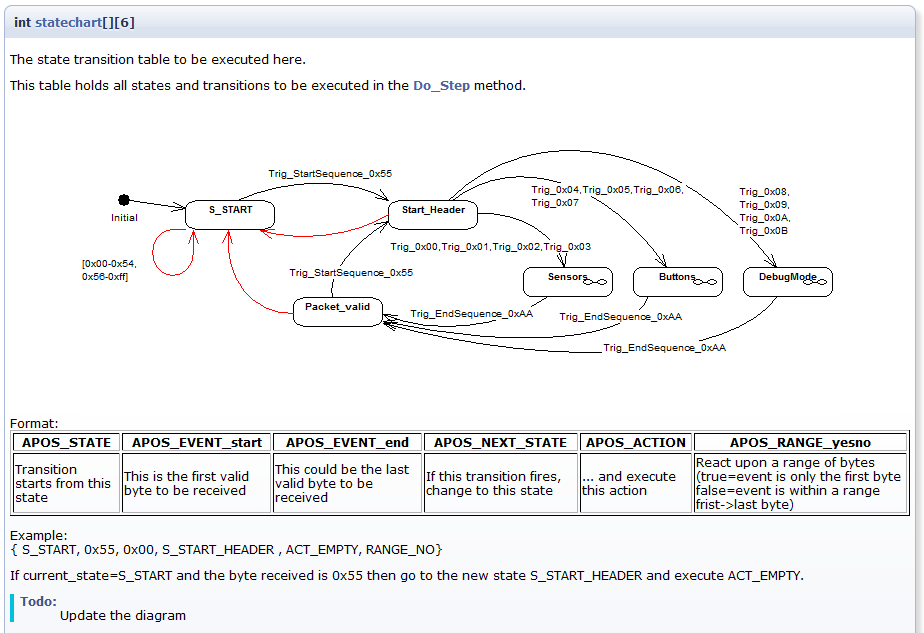 int statechart[][6]
The state transition table to be executed here.
This table holds all states and transitions to be executed in the Do_Step method.
Trig_StartSequence_0x55
Initial
S_START
Start_Header
Trig_0x04,Trig_0x05,Trig_0x06,
Trig_0x07
Trig_0x08,
Trig_0x09,
Trig_0x0A,
Trig_0x0B
Trig_0x00,Trig_0x01,Trig_0x02,Trig_0x03
[0x00-0x54,
0x56-0xff]
Trig_StartSequence_0x55
Sensors
Buttons
DebugMode
Packet_valid
Trig_EndSequence_0xAA
Trig_EndSequence_0xAA
Trig_EndSequence_0xAA
Format:
APOS_STATE APOS_EVENT_start APOS_EVENT_end APOS_NEXT_STATE APOS_ACTION APOS_RANGE_yesno
Transition
starts from this
state
This is the first valid
byte to be received
This could be the last
valid byte to be
received
If this transition fires,
change to this state
... and execute
this action
React upon a range of bytes
(true=event is only the first byte
false=event is within a range
frist->last byte)
Example:
{ S_START, 0x55, 0x00, S_START_HEADER , ACT_EMPTY, RANGE_NO}
If current_state=S_START and the byte received is 0x55 then go to the new state S_START_HEADER and execute ACT_EMPTY.
Todo:
Update the diagram